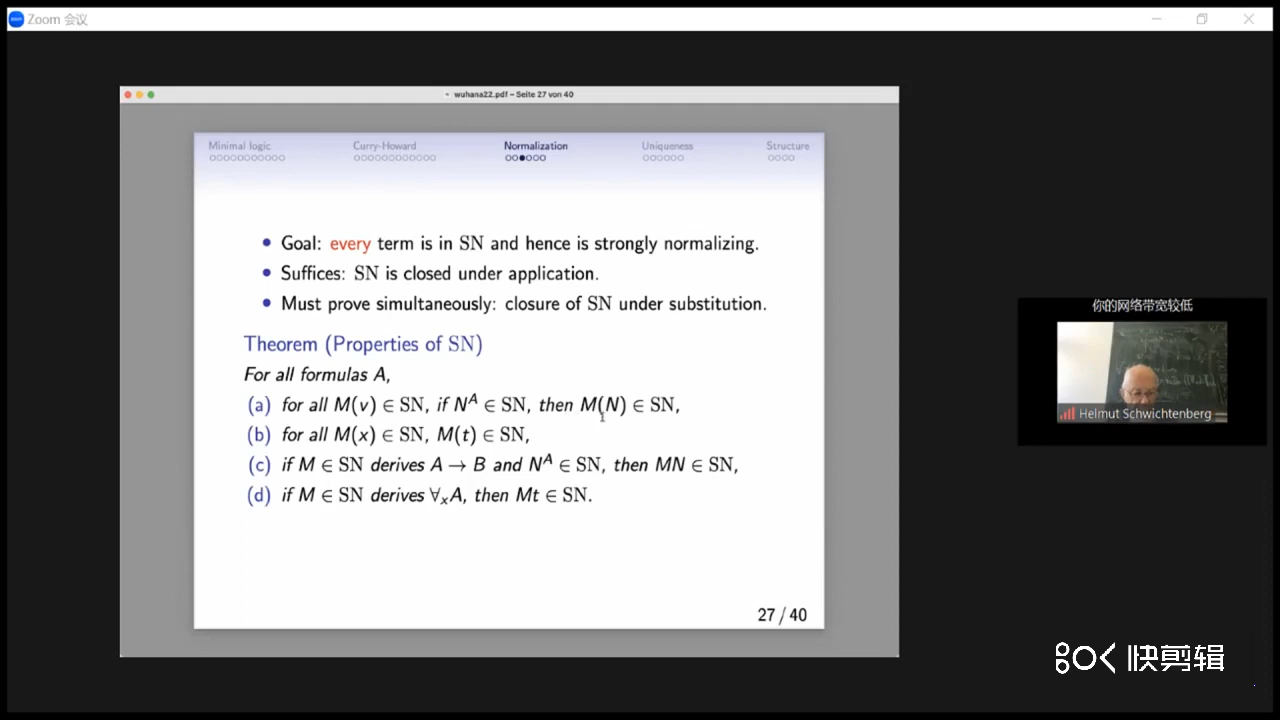 zoom Zoom 会议
wuhana22.pdf – Seite 27 von 40
Minimal logic Curry-Howard Normalization Uniqueness Structure
• Goal: every term is in SN and hence is strongly normalizing.
• Suffices: SN is closed under application.
• Must prove simultaneously: closure of SN under substitution.
Theorem (Properties of SN)
For all formulas A,
(a) for all M(v) ∈ SN, if Nᴬ ∈ SN, then M(N) ∈ SN,
(b) for all M(x) ∈ SN, M(t) ∈ SN,
(c) if M ∈ SN derives A → B and Nᴬ ∈ SN, then MN ∈ SN,
(d) if M ∈ SN derives ∀ₓA, then Mt ∈ SN.
27 / 40
你的网络带宽较低
Helmut Schwichtenberg
快剪辑